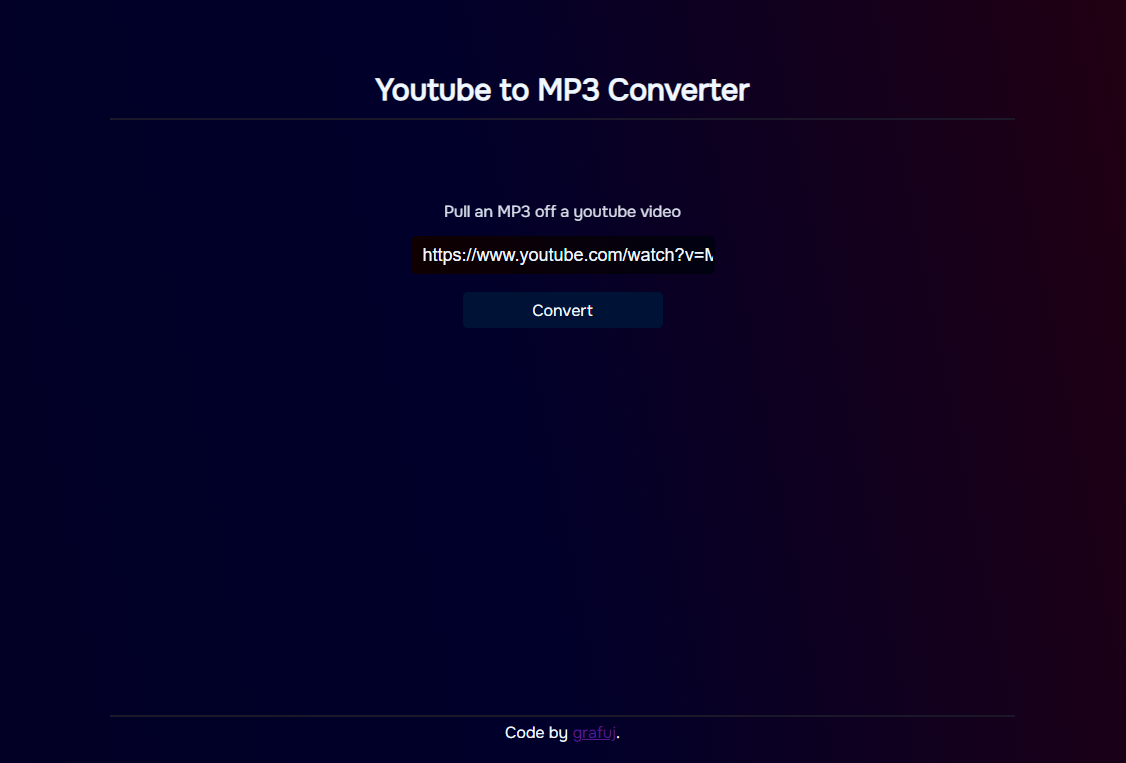 Youtube to MP3 Converter
Pull an MP3 off a youtube video
https://www.youtube.com/watch?v=M
Convert
Code by grafuj.